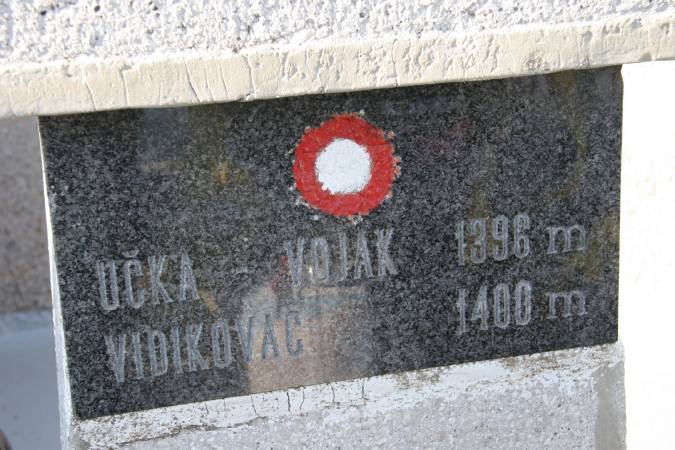 UČKA - VOJAK 1396 m
VIDIKOVAC 1400 m